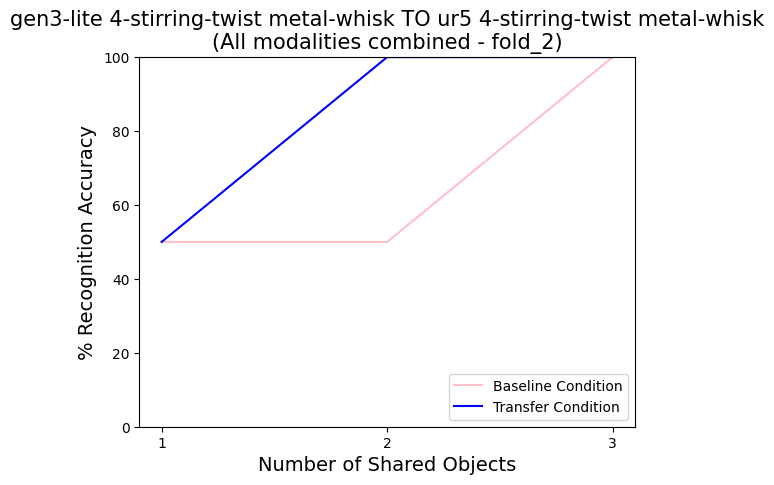 gen3-lite 4-stirring-twist metal-whisk TO ur5 4-stirring-twist metal-whisk
(All modalities combined - fold_2)
% Recognition Accuracy
100
80
60
40
20
0
1
2
3
Number of Shared Objects
Baseline Condition
Transfer Condition